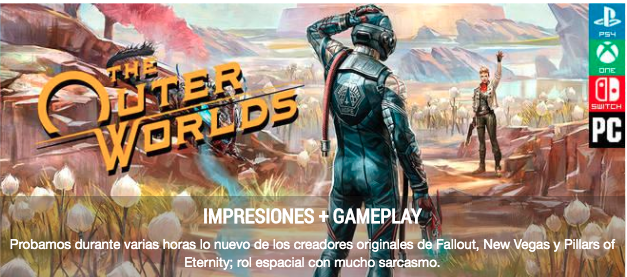 THE
OUTER
WORLDS
PS4
ONE
SWITCH
PC
IMPRESIONES + GAMEPLAY
Probamos durante varias horas lo nuevo de los creadores originales de Fallout, New Vegas y Pillars of
Eternity; rol espacial con mucho sarcasmo.